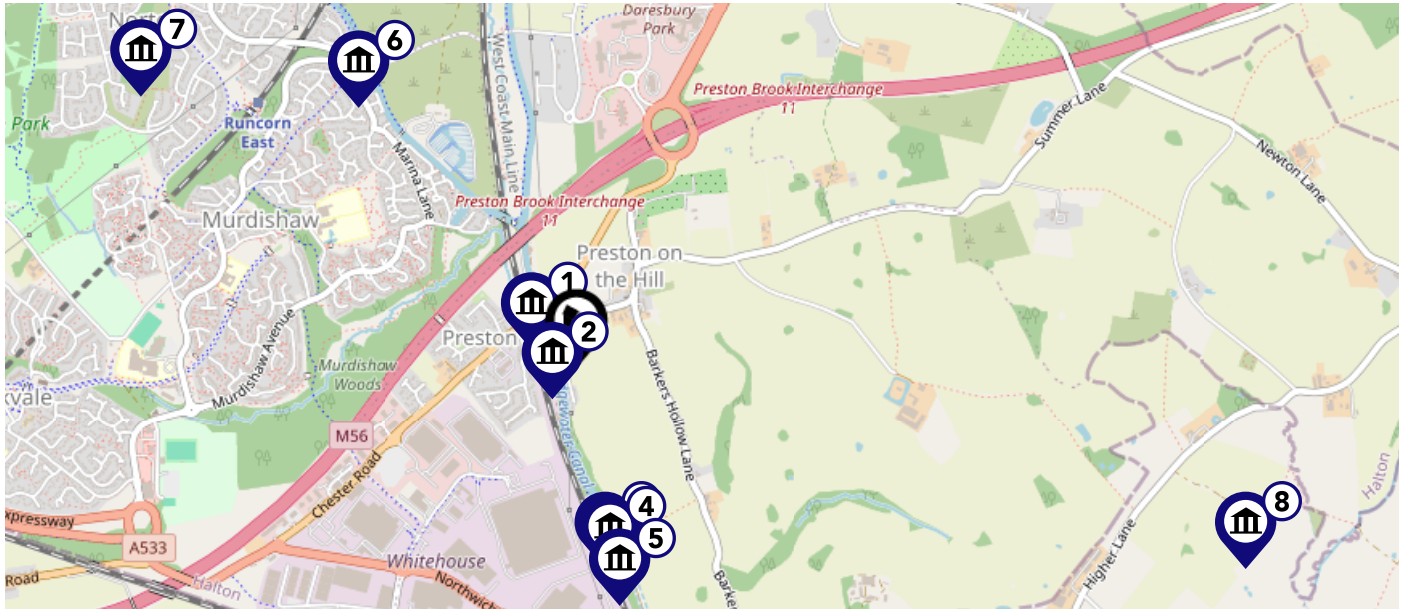 Daresbury
Park
7
6
West Coast Main Line
Preston Brook Interchange
11
Park
Runcorn
East
Summer Lane
Marina Lane
Newton Lane
Preston Brook Interchange
11
Murdishaw
Preston on
the Hill
1
2
Preston
Murdishaw Avenue
Murdishaw
Woods
Barkers Hollow Lane
M56
Chester Road
4
5
8
Halton
Expressway
A533
Whitehouse
Higher Lane
Road
Halton
Northwich